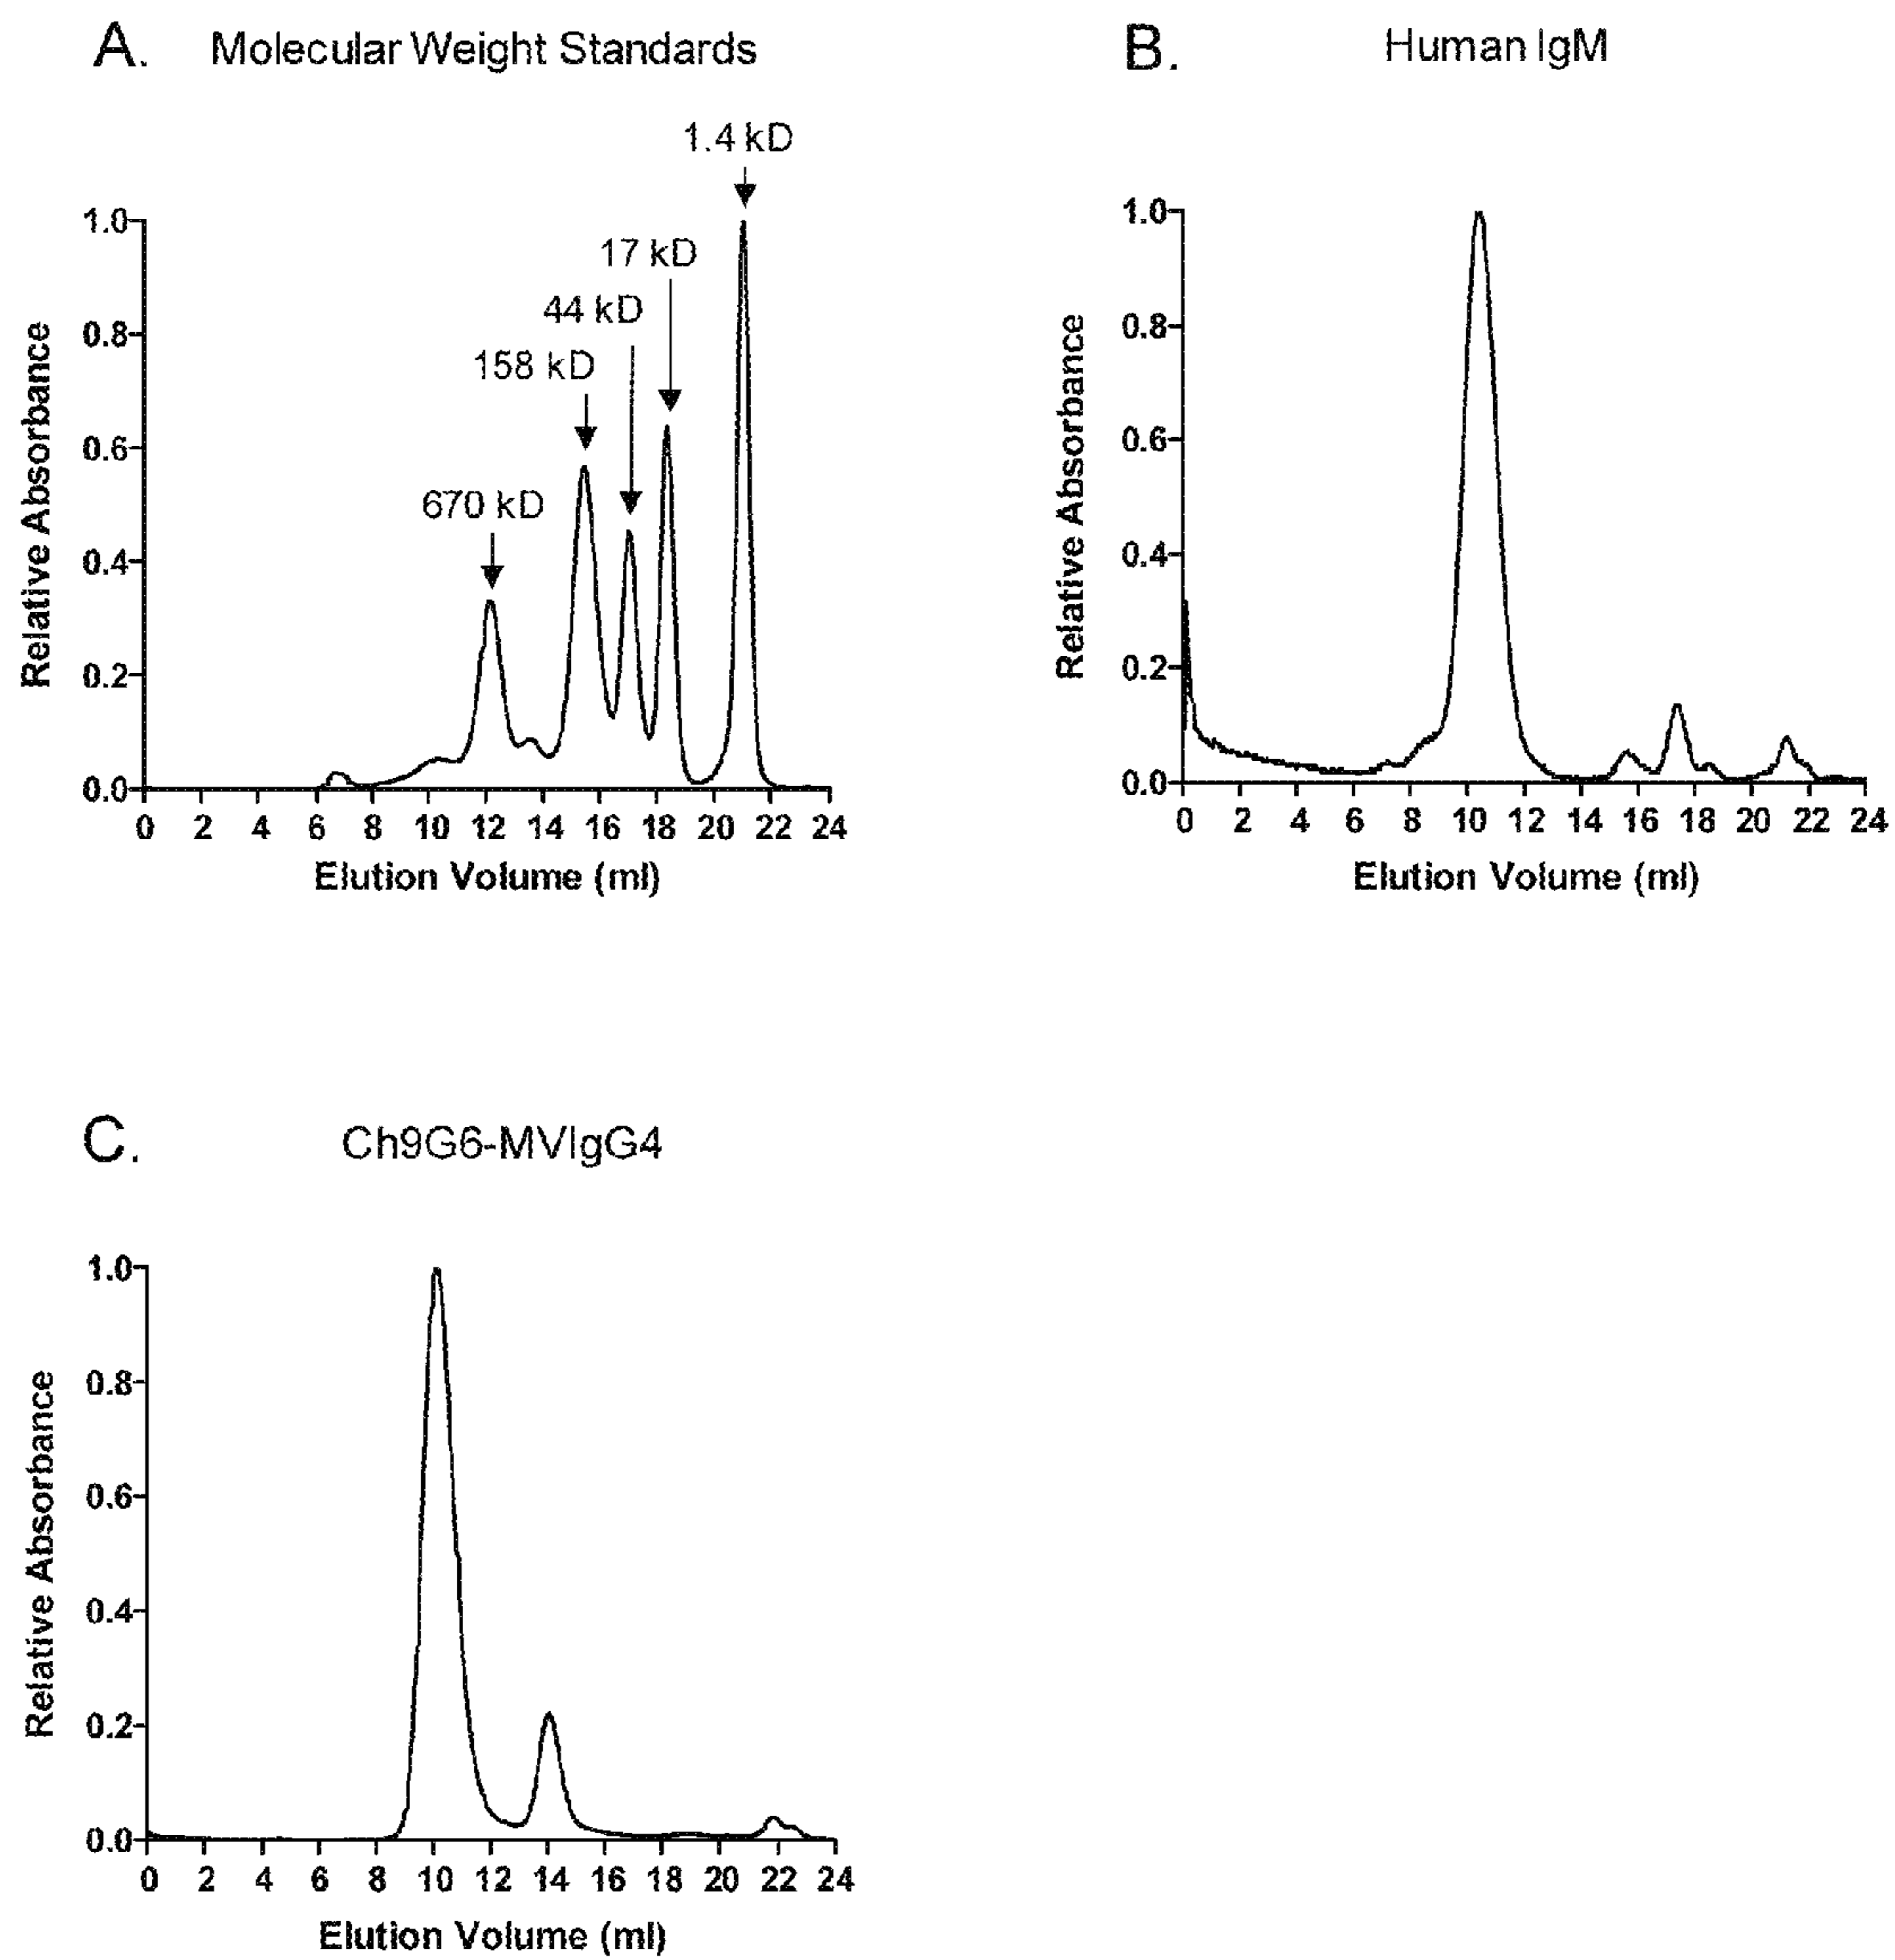 A. Molecular Weight Standards
1.4 kD
17 kD
44 kD
158 kD
670 kD
1.0
0.8
0.6
0.4
0.2
0.0
Relative Absorbance
0 2 4 6 8 10 12 14 16 18 20 22 24
Elution Volume (ml)
B. Human IgM
1.0
0.8
0.6
0.4
0.2
0.0
Relative Absorbance
0 2 4 6 8 10 12 14 16 18 20 22 24
Elution Volume (ml)
C. Ch9G6-MVIgG4
1.0
0.8
0.6
0.4
0.2
0.0
Relative Absorbance
0 2 4 6 8 10 12 14 16 18 20 22 24
Elution Volume (ml)